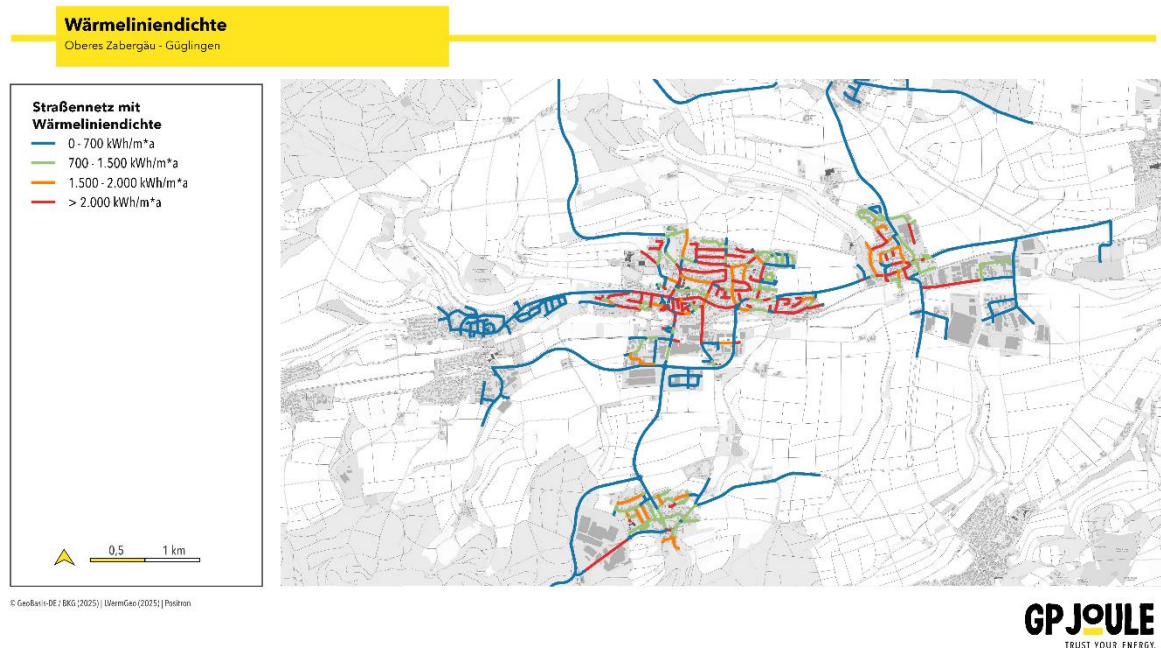 Wärmeliniendichte
Oberes Zabergäu - Güglingen
Straßennetz mit
Wärmeliniendichte
0 - 700 kWh/m*a
700 - 1.500 kWh/m*a
1.500 - 2.000 kWh/m*a
> 2.000 kWh/m*a
0,5 1 km
© GeoBasis-DE / BKG (2025) | LVermGeo (2025) | Positron
GP JOULE
TRUST YOUR ENERGY.